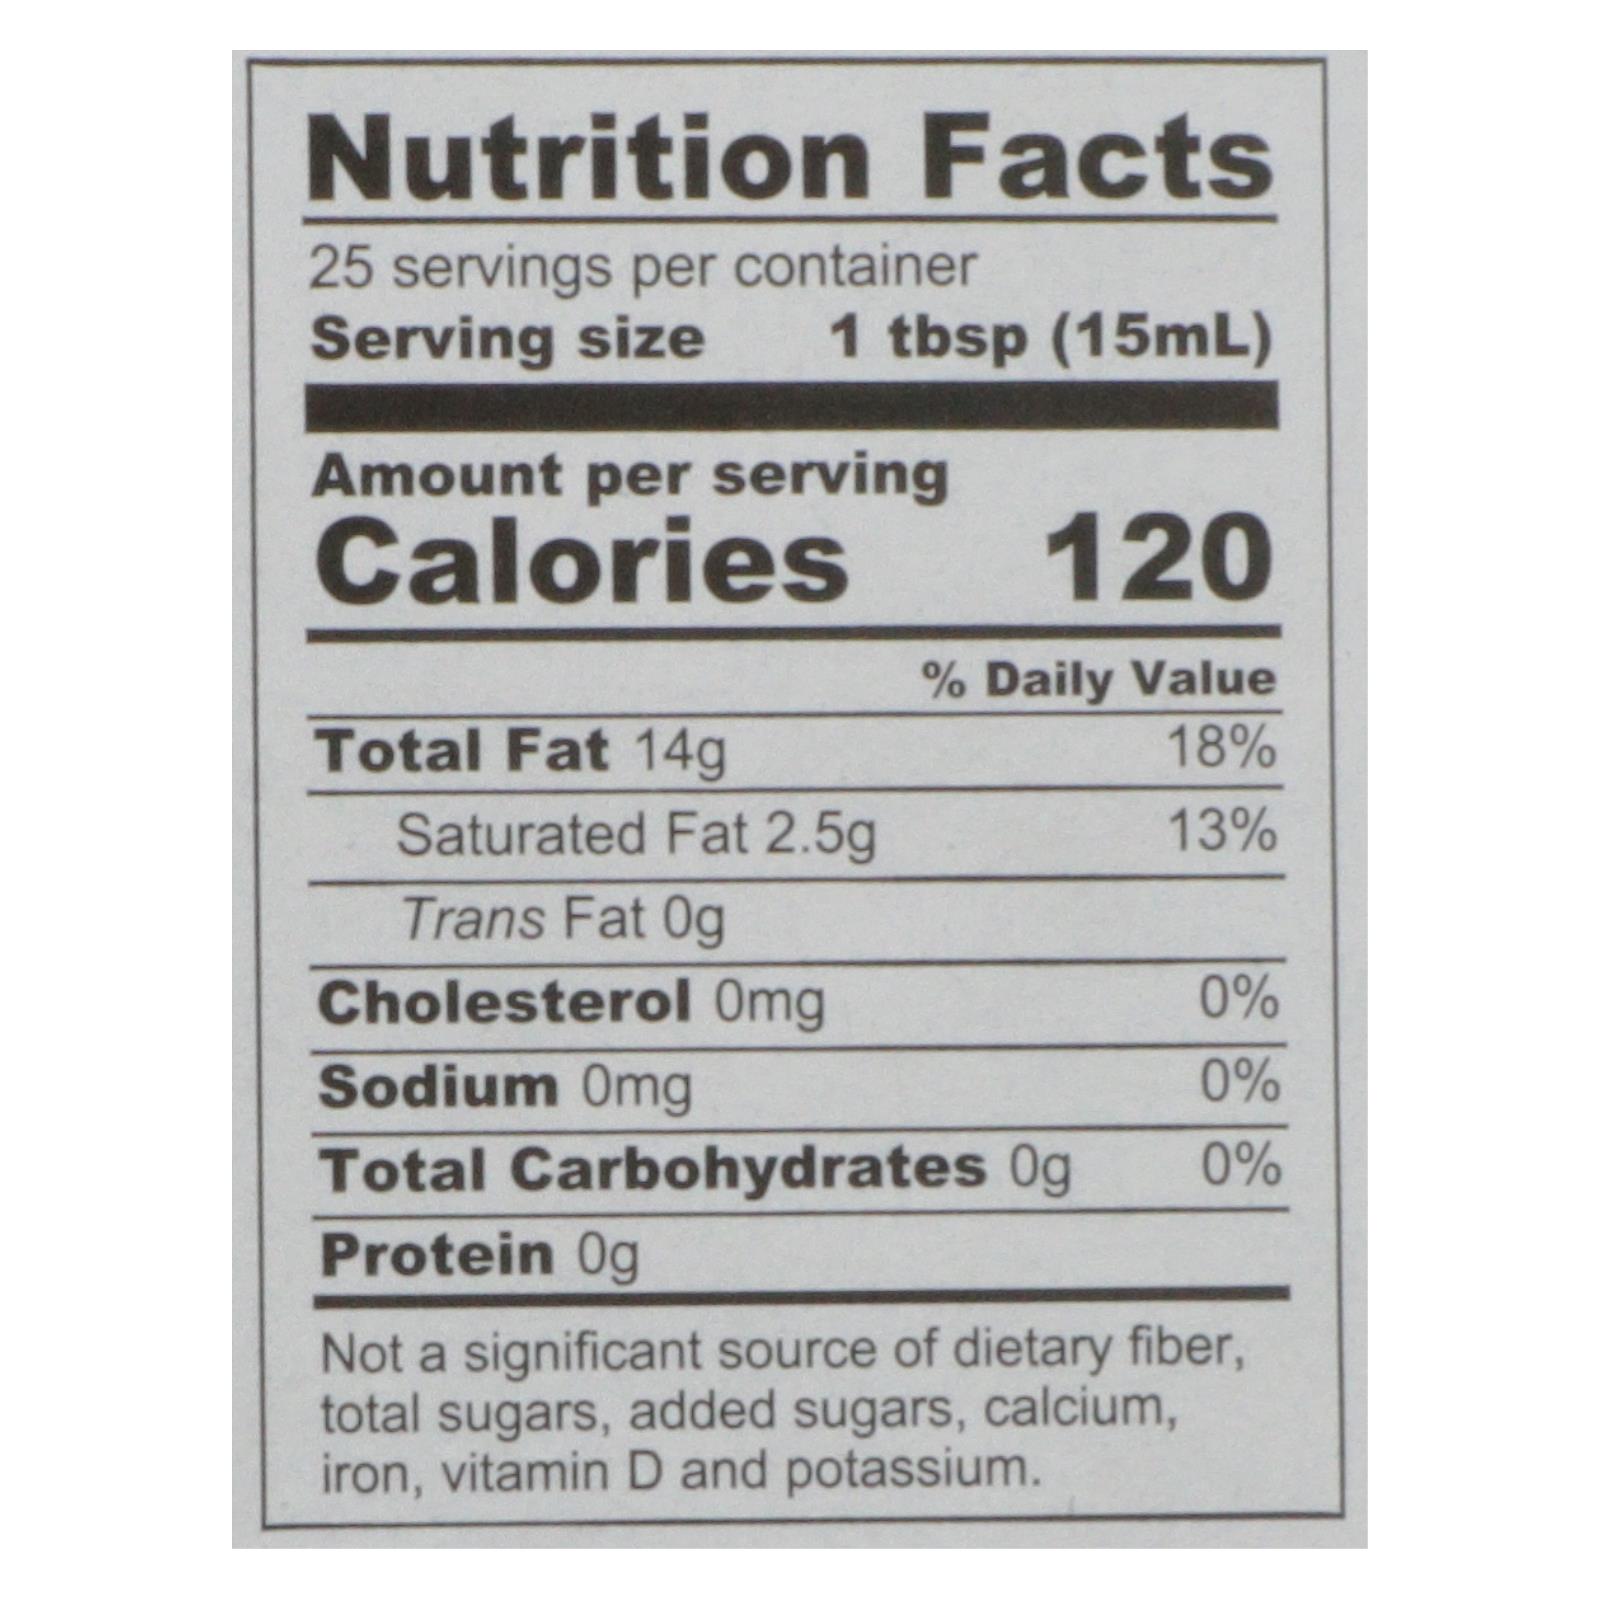 Nutrition Facts
25 servings per container
Serving size 1 tbsp (15mL)
Amount per serving
Calories 120
% Daily Value
Total Fat 14g 18%
Saturated Fat 2.5g 13%
Trans Fat 0g
Cholesterol 0mg 0%
Sodium 0mg 0%
Total Carbohydrates 0g 0%
Protein 0g
Not a significant source of dietary fiber,
total sugars, added sugars, calcium,
iron, vitamin D and potassium.